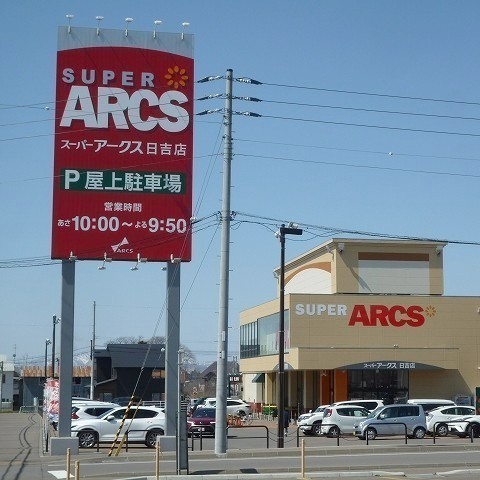 SUPER
ARCS
スーパーアークス日吉店
P 屋上駐車場
営業時間
あさ10:00～よる9:50
ARCS
SUPER ARCS
スーパーアークス 日吉店